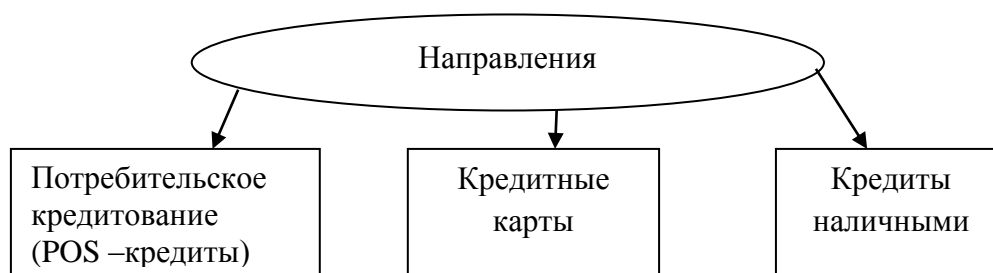 Направления
Потребительское
кредитование
(POS –кредиты)
Кредитные
карты
Кредиты
наличными